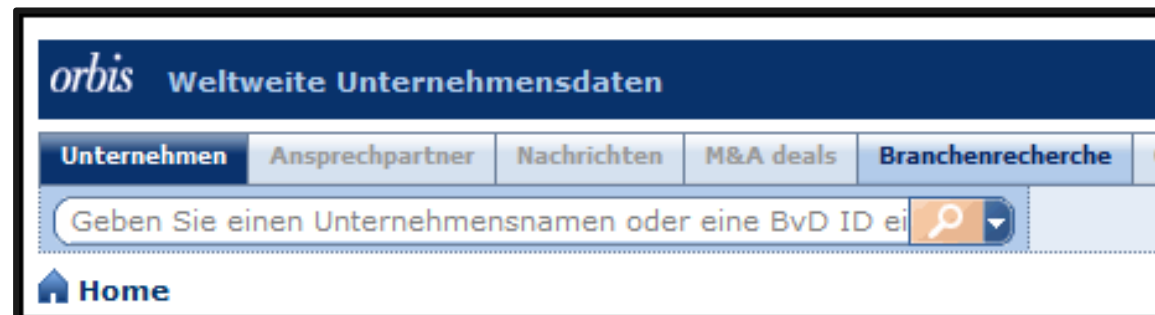 orbis Weltweite Unternehmensdaten
Unternehmen Ansprechpartner Nachrichten M&A deals Branchenrecherche
Geben Sie einen Unternehmensnamen oder eine BvD ID ei
Home